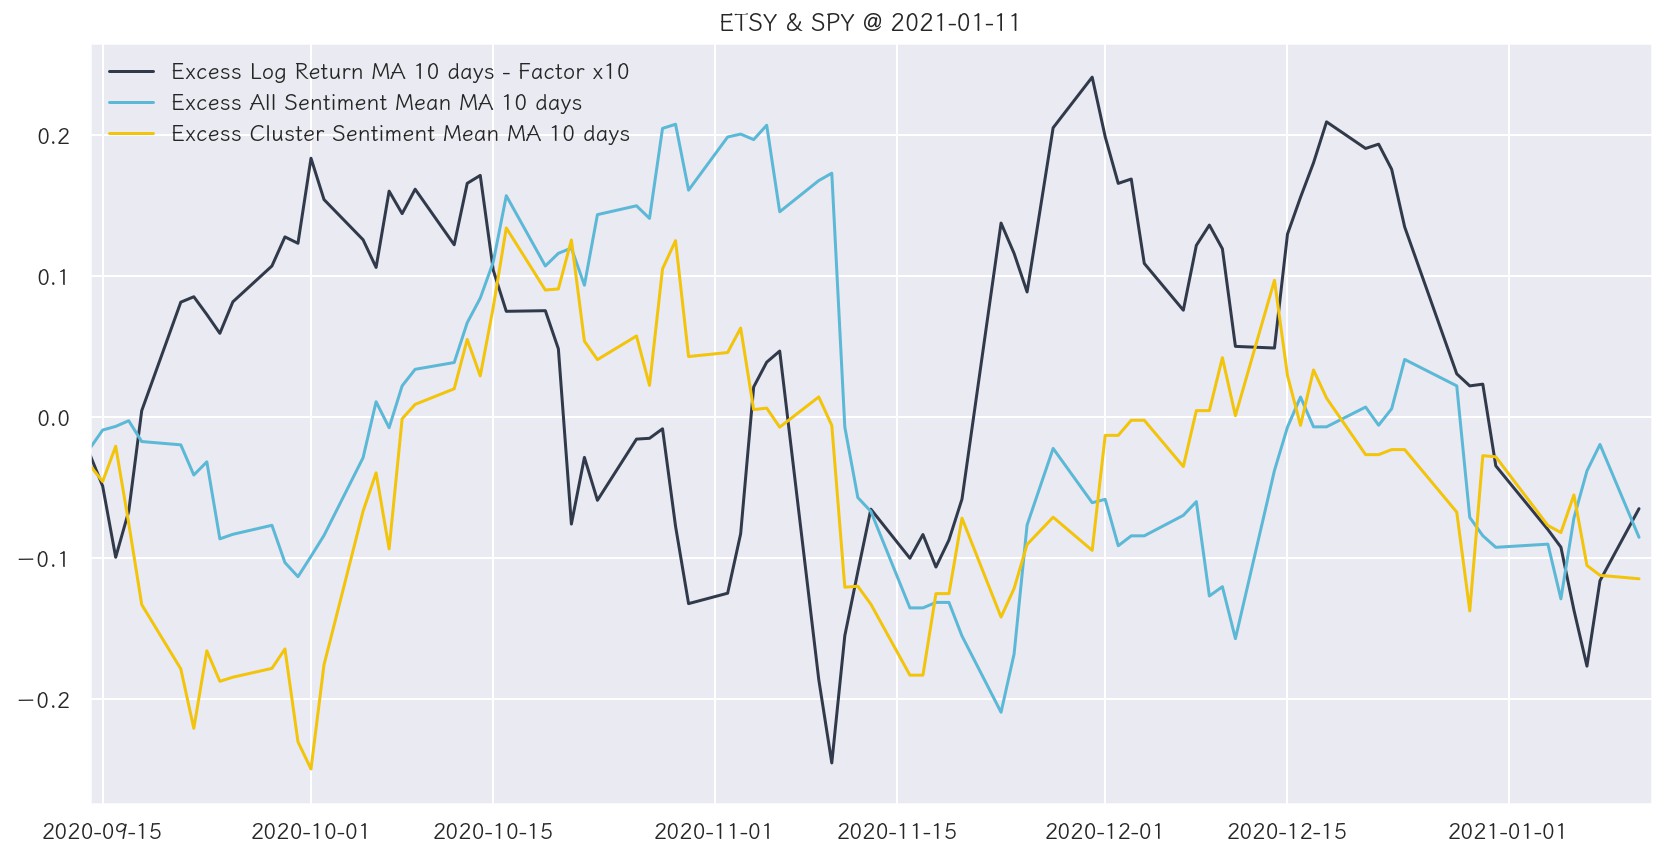 ETSY & SPY @ 2021-01-11
Excess Log Return MA 10 days - Factor x10
Excess All Sentiment Mean MA 10 days
Excess Cluster Sentiment Mean MA 10 days
0.2
0.1
0.0
−0.1
−0.2
2020-09-15 2020-10-01 2020-10-15 2020-11-01 2020-11-15 2020-12-01 2020-12-15 2021-01-01